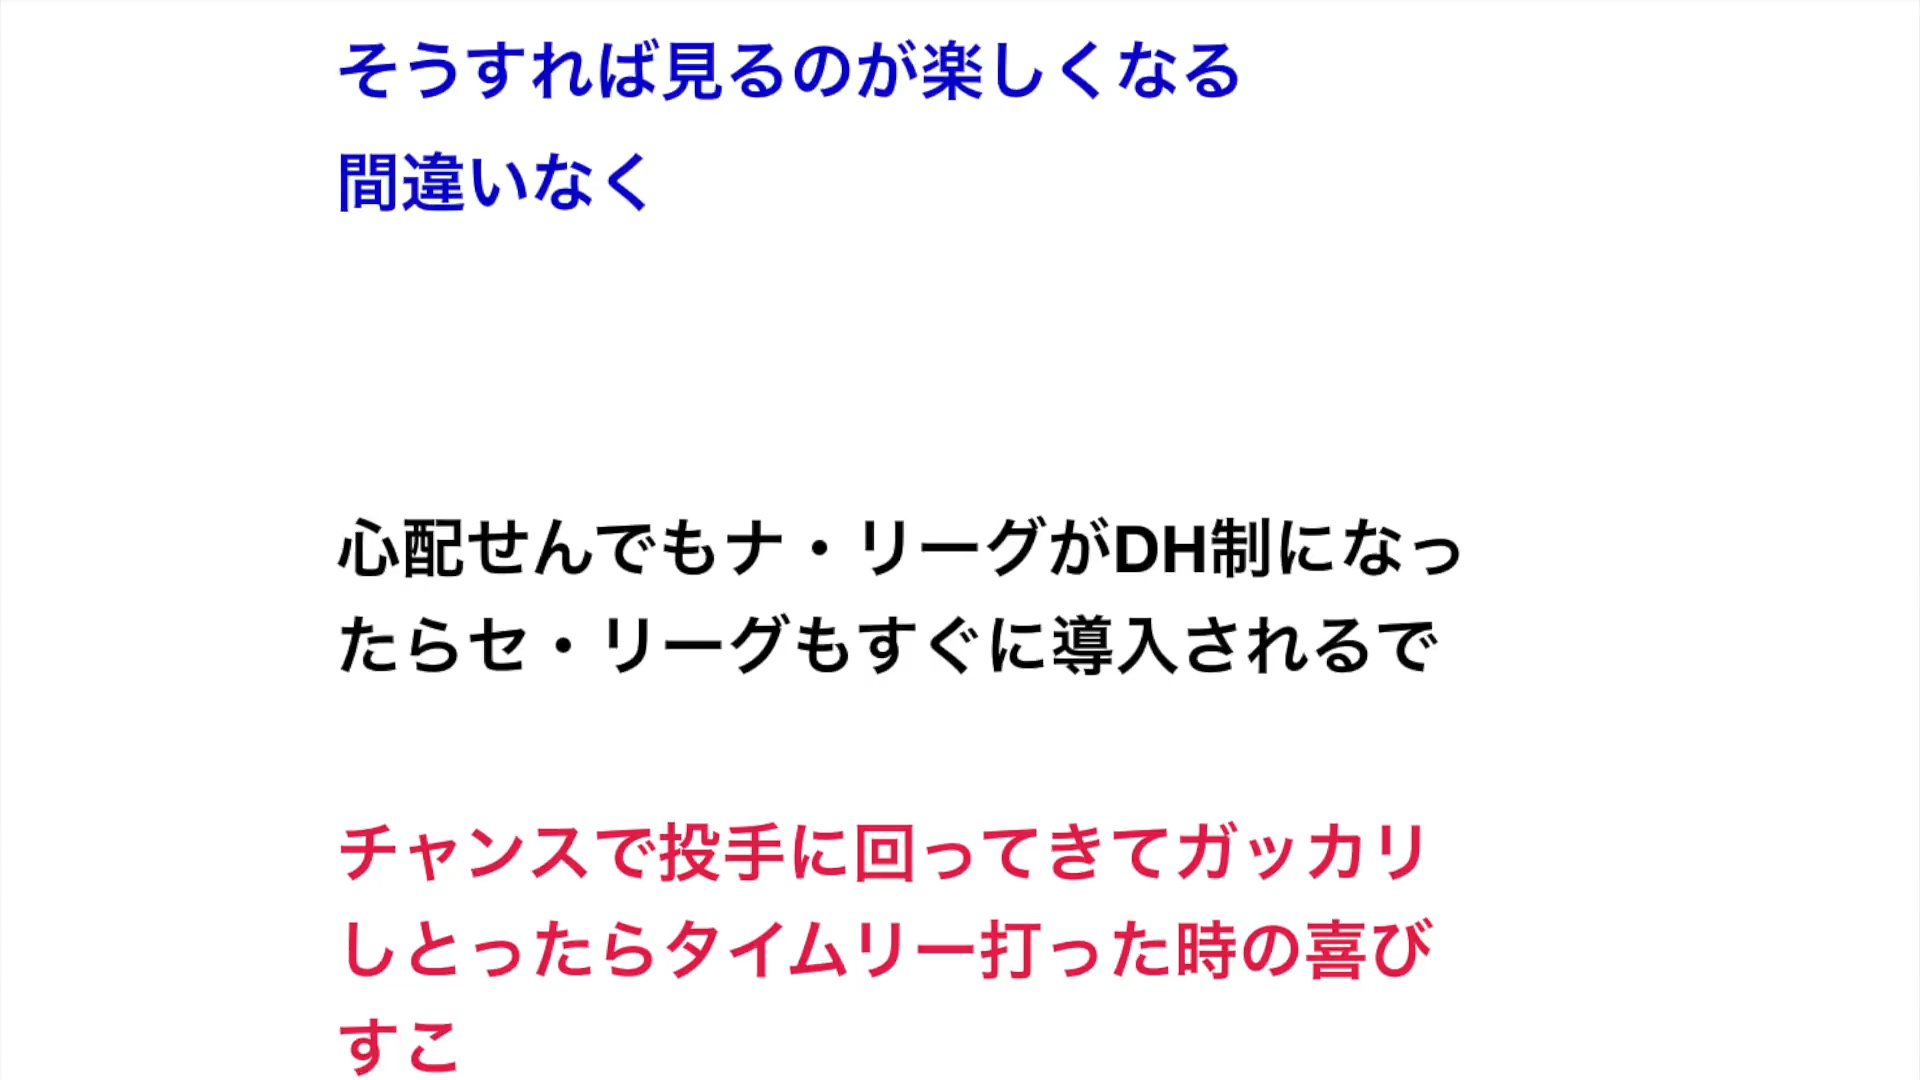 そうすれば見るのが楽しくなる
間違いなく
心配せんでもナ・リーグがDH制になっ
たらセ・リーグもすぐに導入されるで
チャンスで投手に回ってきてガッカリ
しとったらタイムリー打った時の喜び
すこ